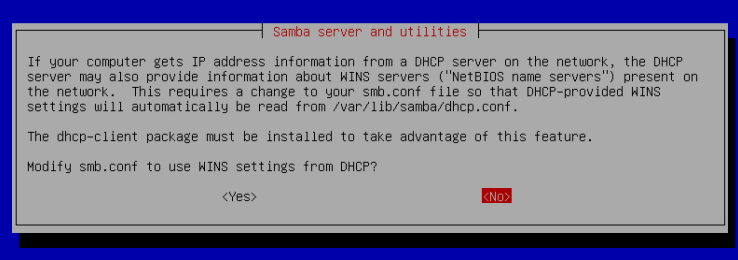 Samba server and utilities
If your computer gets IP address information from a DHCP server on the network, the DHCP
server may also provide information about WINS servers ("NetBIOS name servers") present on
the network.  This requires a change to your smb.conf file so that DHCP-provided WINS
settings will automatically be read from /var/lib/samba/dhcp.conf.
The dhcp-client package must be installed to take advantage of this feature.
Modify smb.conf to use WINS settings from DHCP?
<Yes> <No>